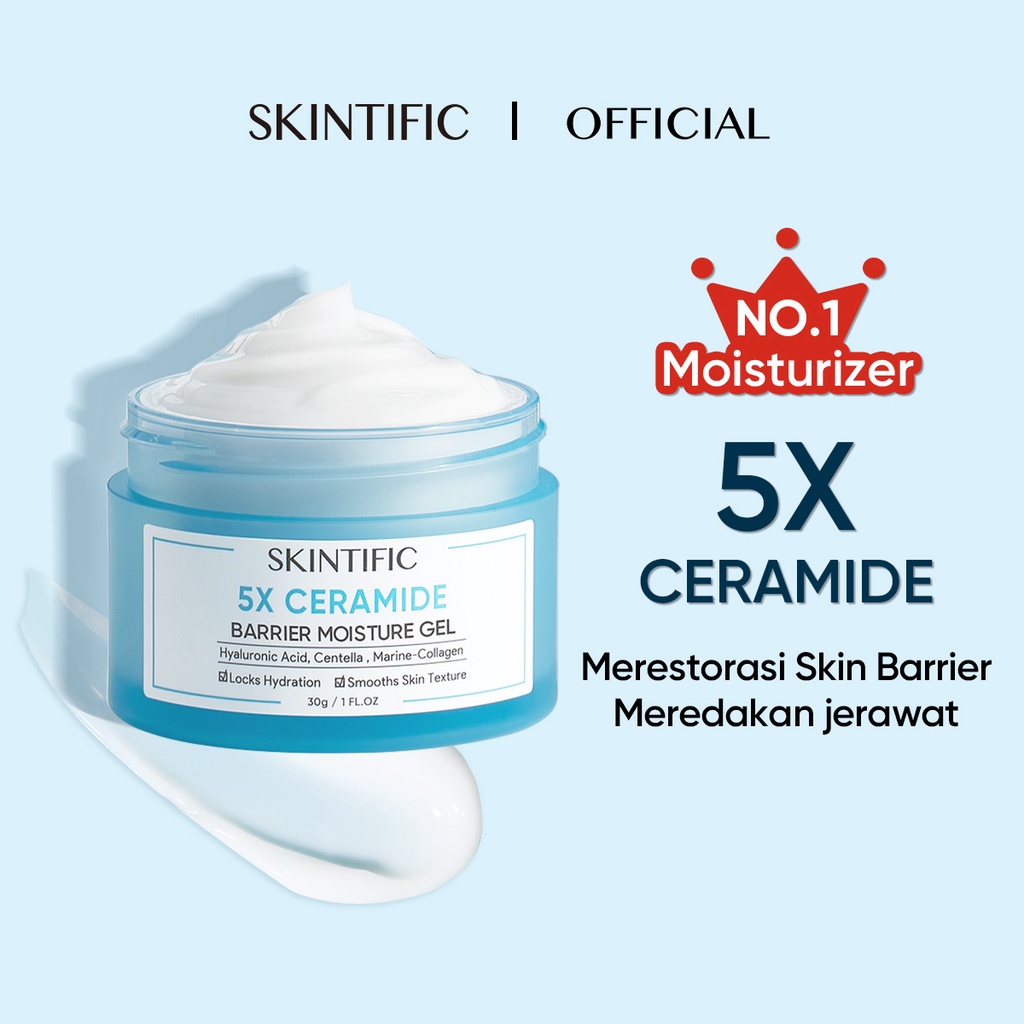 SKINTIFIC | OFFICIAL
NO.1
Moisturizer
5X
CERAMIDE
Merestorasi Skin Barrier
Meredakan jerawat
SKINTIFIC
5X CERAMIDE
BARRIER MOISTURE GEL
Hyaluronic Acid, Centella , Marine-Collagen
☑Locks Hydration ☑Smooths Skin Texture
30g / 1 FL.OZ